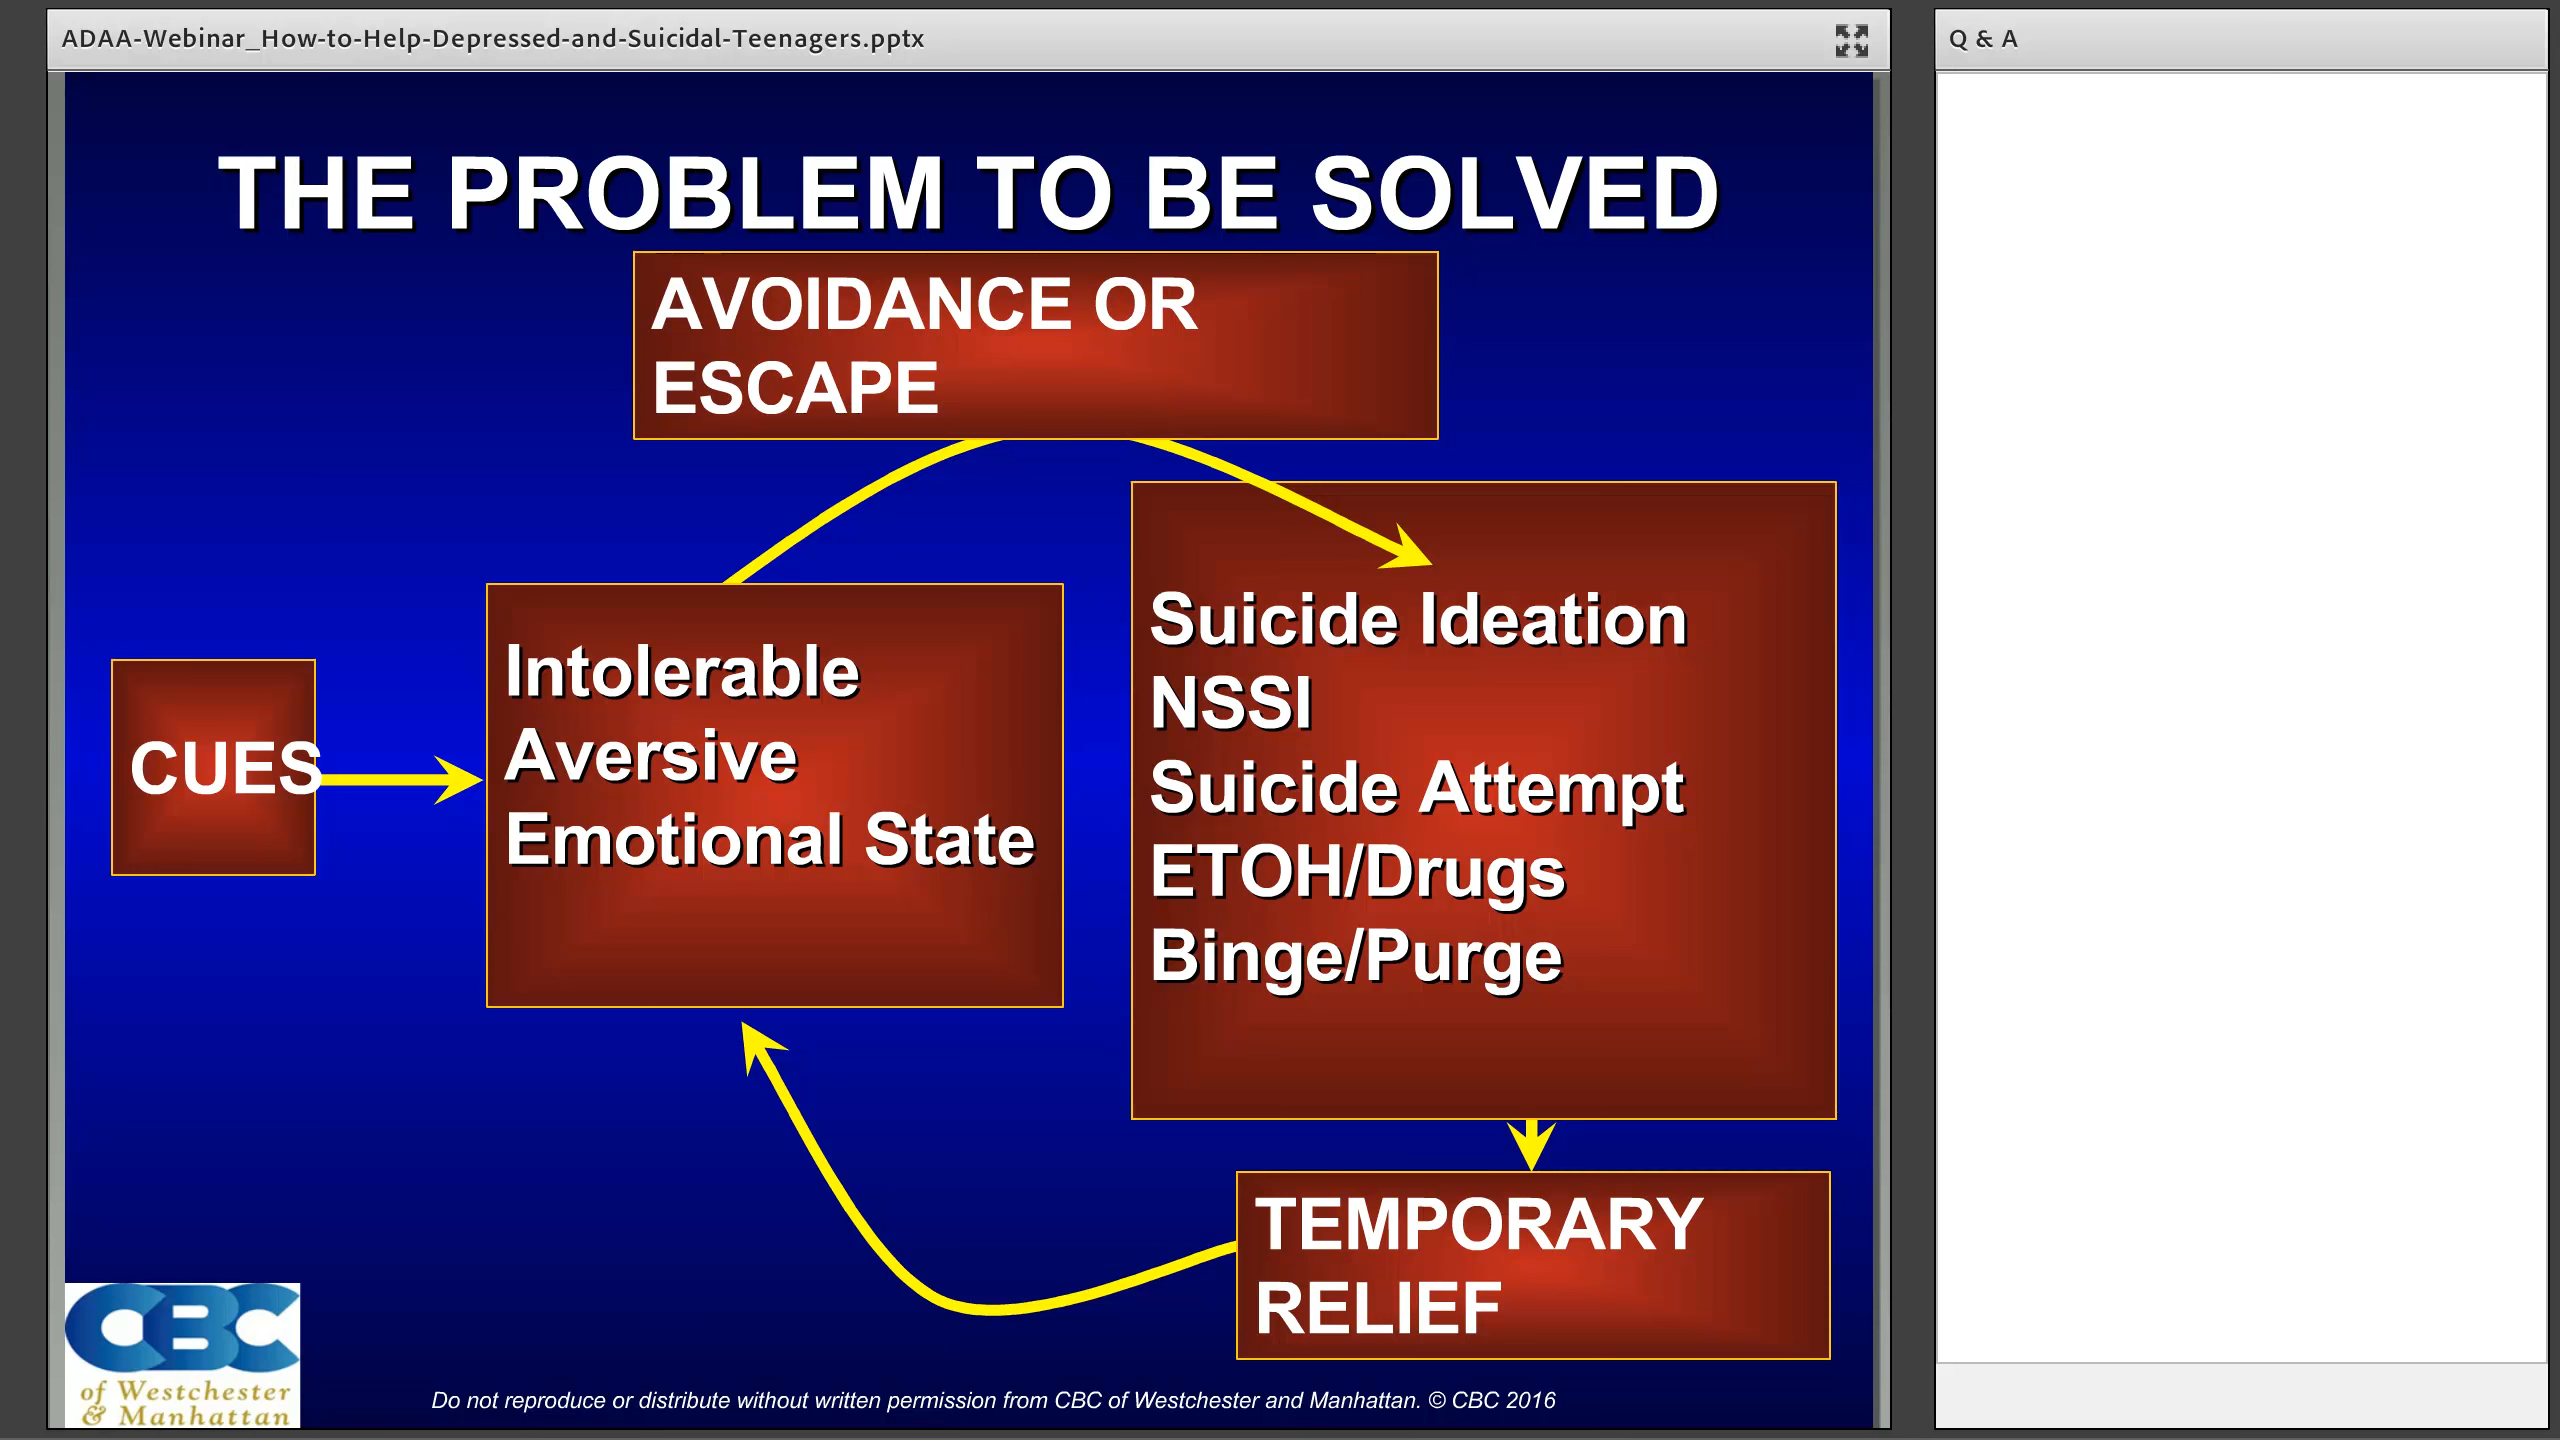 ADAA-Webinar_How-to-Help-Depressed-and-Suicidal-Teenagers.pptx
Q & A
THE PROBLEM TO BE SOLVED
AVOIDANCE OR
ESCAPE
CUES
Intolerable
Aversive
Emotional State
Suicide Ideation
NSSI
Suicide Attempt
ETOH/Drugs
Binge/Purge
TEMPORARY
RELIEF
CBC
of Westchester
& Manhattan
Do not reproduce or distribute without written permission from CBC of Westchester and Manhattan. © CBC 2016